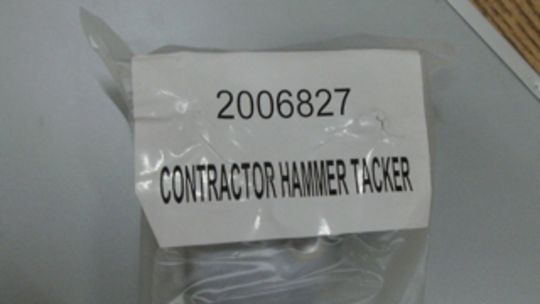 2006827
CONTRACTOR HAMMER TACKER